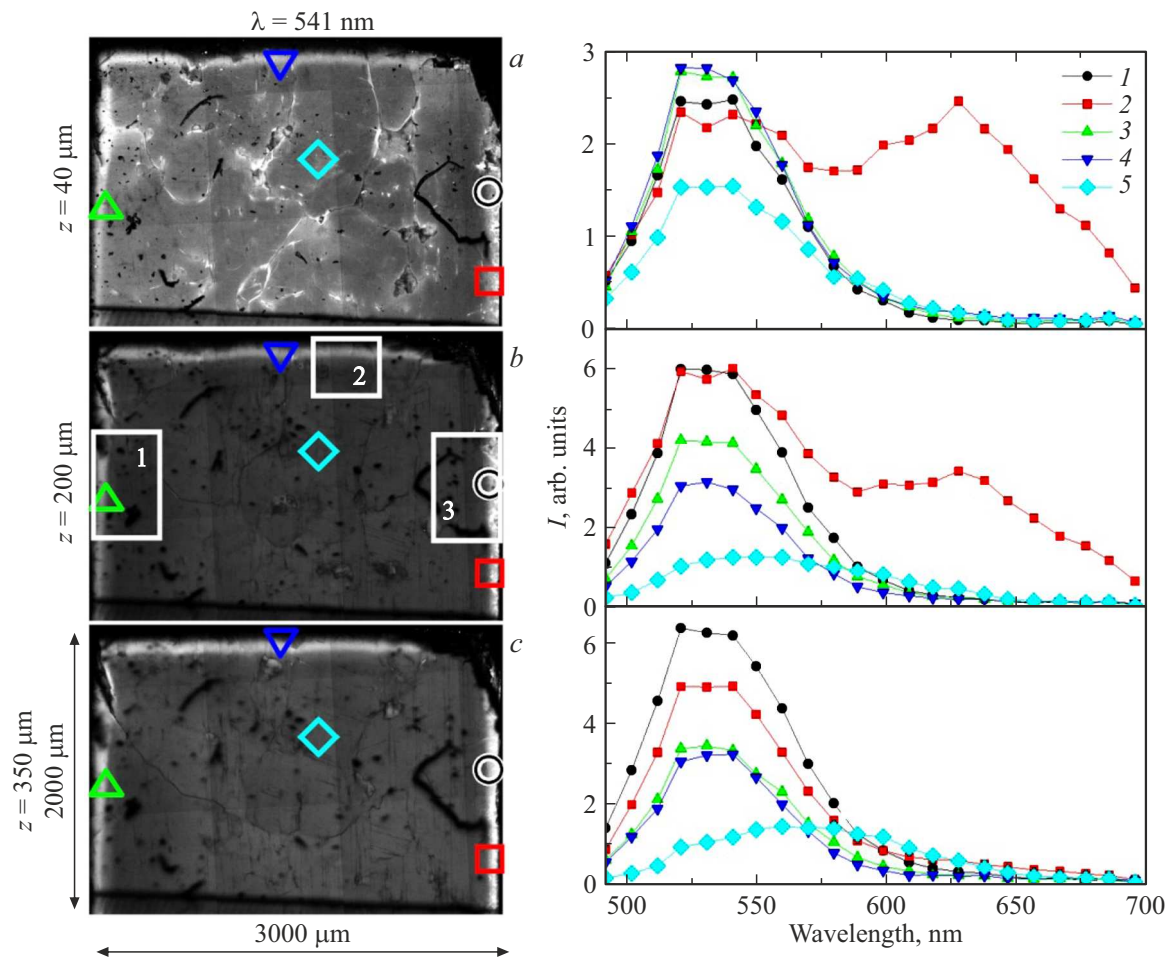 λ = 541 nm
a
z = 40 μm
b
1
2
3
z = 200 μm
c
z = 350 μm
2000 μm
3000 μm
3
2
1
0
1
2
3
4
5
6
4
2
0
I, arb. units
6
4
2
0
500
550
600
650
700
Wavelength, nm